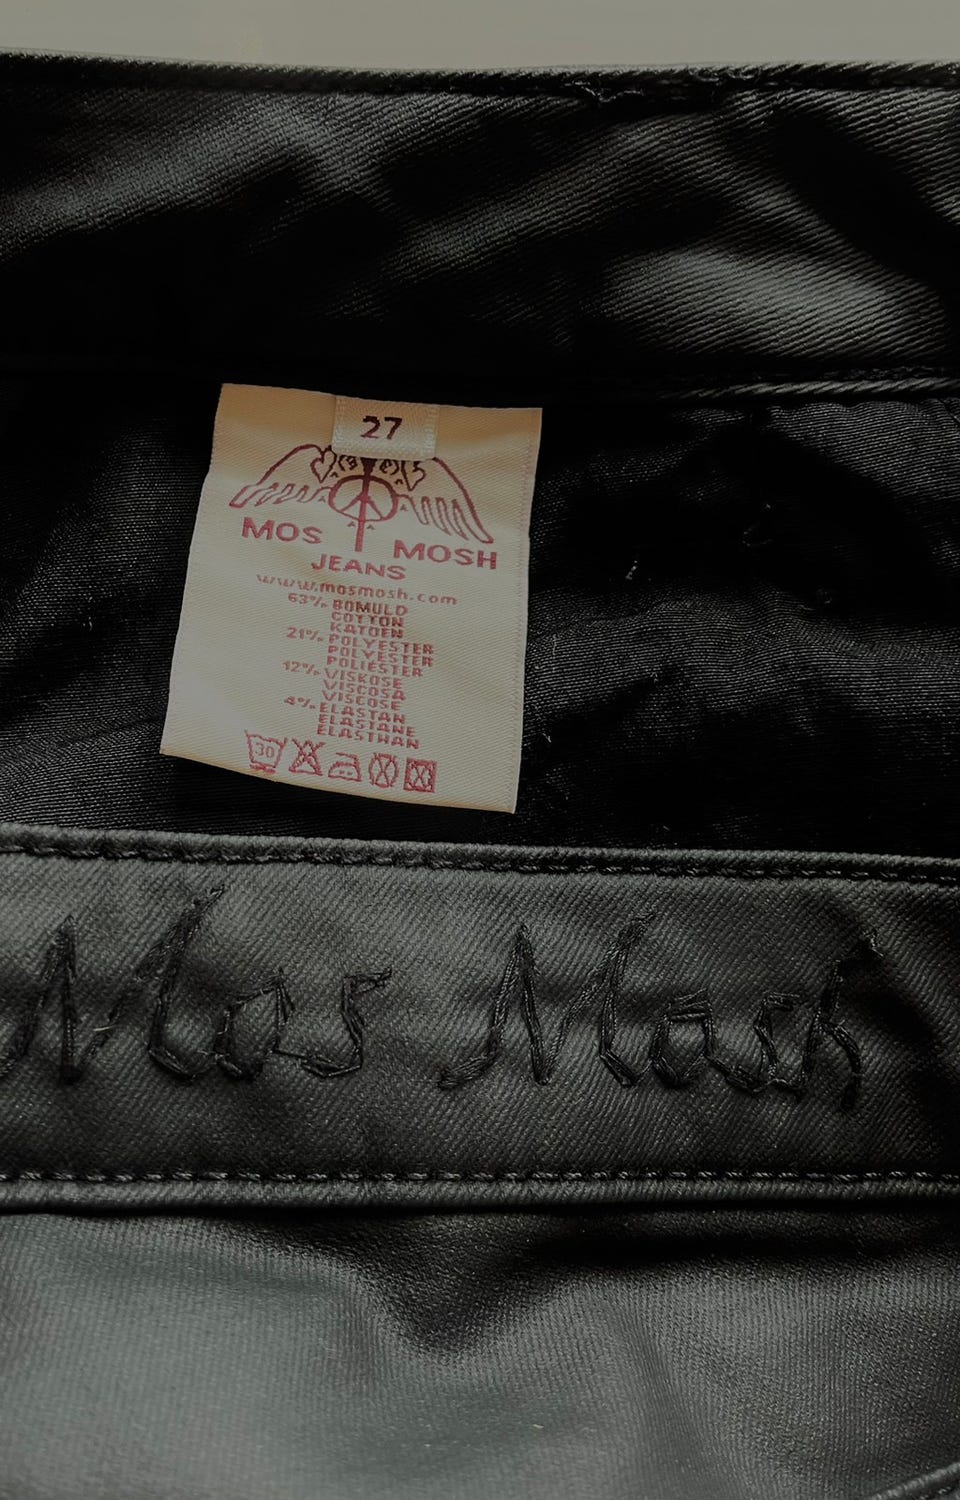 27
MOS MOSH
JEANS
www.mosmosh.com
63% BOMULD
COTTON
KATOEN
21% POLYESTER
POLYESTER
POLIÉSTER
12% VISKOSE
VISCOSA
VISCOSE
4% ELASTAN
ELASTANE
ELASTHAN
30
Mos Mosh